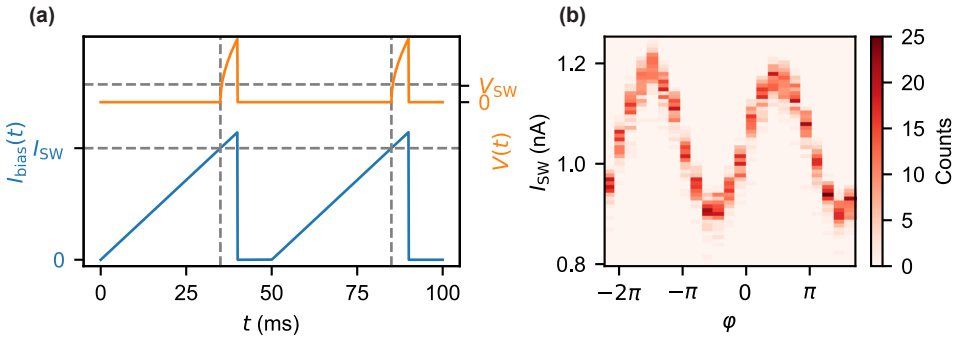 (a)
I_bias(t)
I_SW
0
V_SW
0
V(t)
0 25 50 75 100
t (ms)
(b)
I_SW (nA)
1.2
1.0
0.8
−2π −π 0 π
φ
25
20
15
10
5
0
Counts